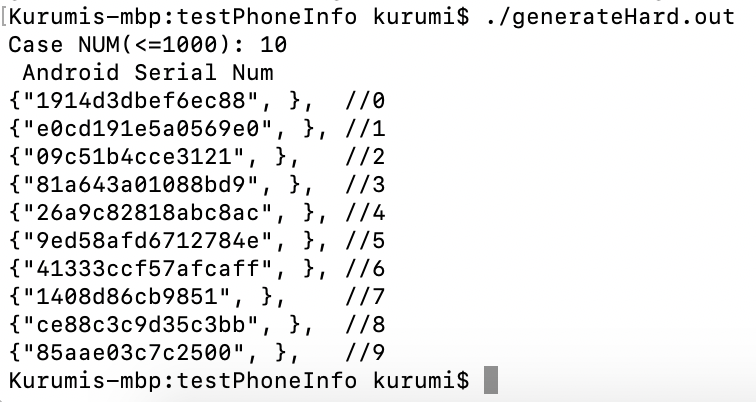 [Kurumis-mbp:testPhoneInfo kurumi$ ./generateHard.out
Case NUM(<=1000): 10
 Android Serial Num
{"1914d3dbef6ec88", },  //0
{"e0cd191e5a0569e0", }, //1
{"09c51b4cce3121", },   //2
{"81a643a01088bd9", },  //3
{"26a9c82818abc8ac", }, //4
{"9ed58afd6712784e", }, //5
{"41333ccf57afcaff", }, //6
{"1408d86cb9851", },    //7
{"ce88c3c9d35c3bb", },  //8
{"85aae03c7c2500", },   //9
Kurumis-mbp:testPhoneInfo kurumi$